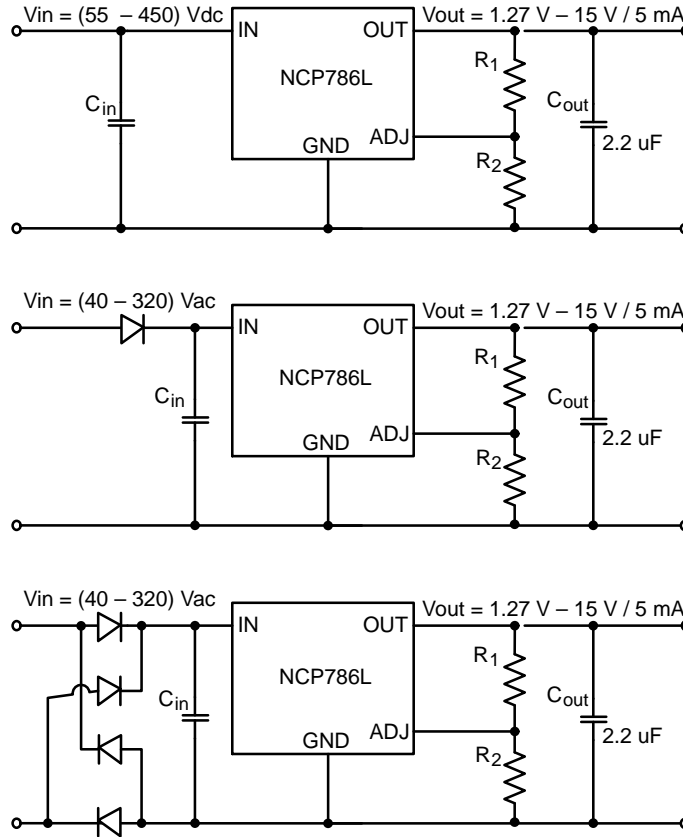 Vin = (55 – 450) Vdc
IN
OUT
Vout = 1.27 V – 15 V / 5 mA
NCP786L
R1
Cin
Cout
GND
ADJ
2.2 uF
R2
Vin = (40 – 320) Vac
IN
OUT
Vout = 1.27 V – 15 V / 5 mA
NCP786L
R1
Cin
Cout
GND
ADJ
2.2 uF
R2
Vin = (40 – 320) Vac
IN
OUT
Vout = 1.27 V – 15 V / 5 mA
NCP786L
R1
Cin
Cout
GND
ADJ
2.2 uF
R2